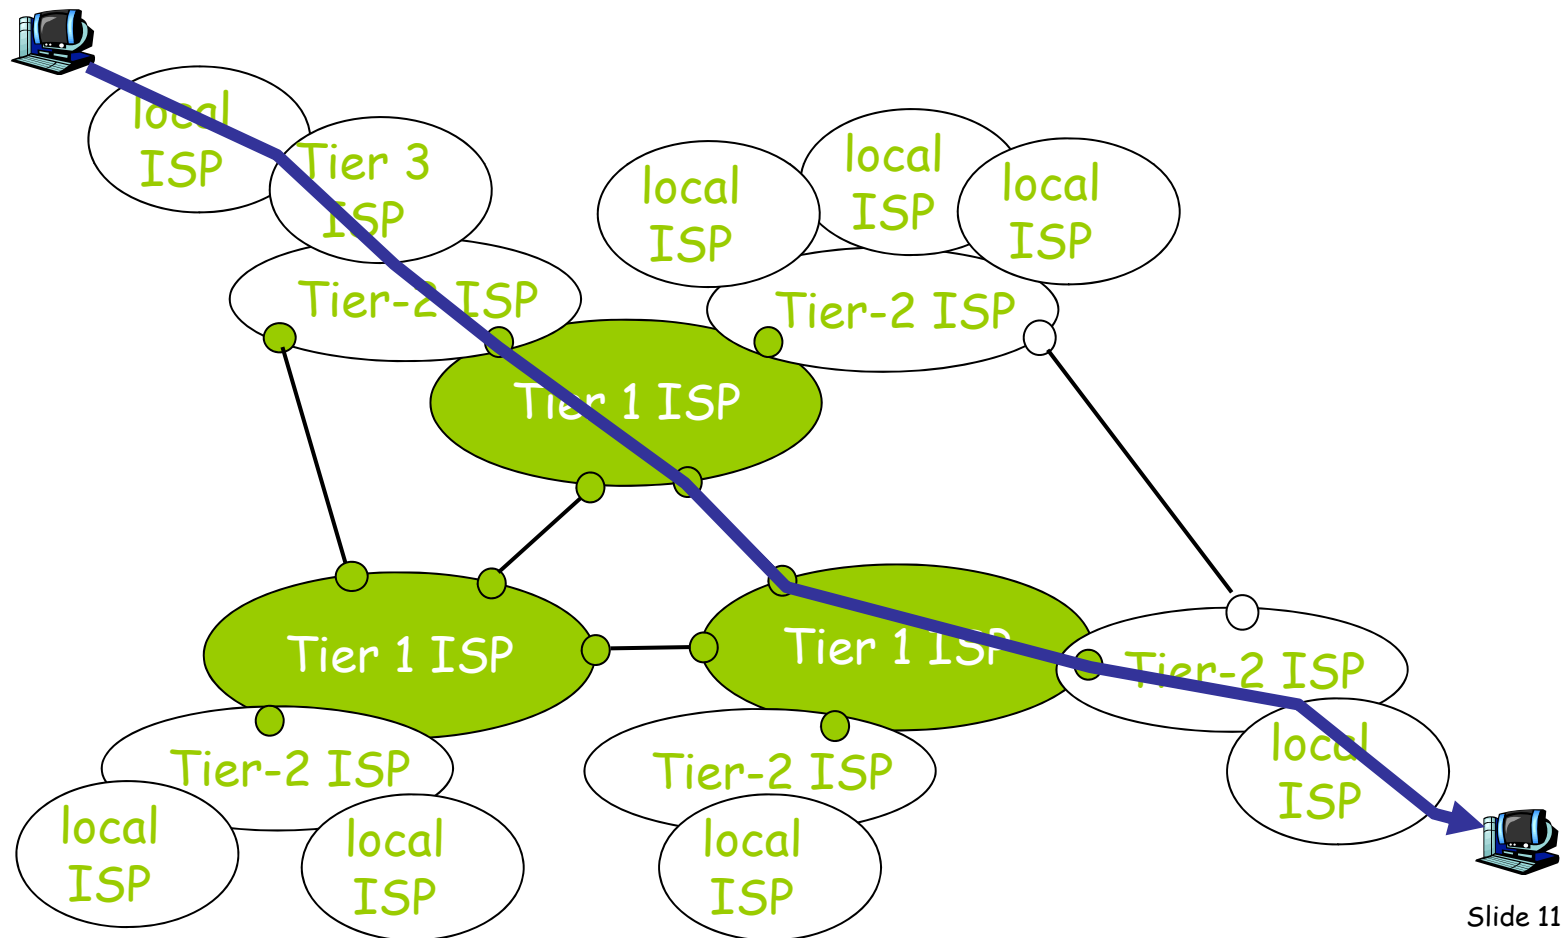 local
ISP
Tier 3
ISP
local
ISP
local
ISP
local
ISP
Tier-2 ISP
Tier-2 ISP
Tier 1 ISP
Tier 1 ISP
Tier 1 ISP
Tier-2 ISP
Tier-2 ISP
Tier-2 ISP
local
ISP
local
ISP
local
ISP
local
ISP
Slide 11